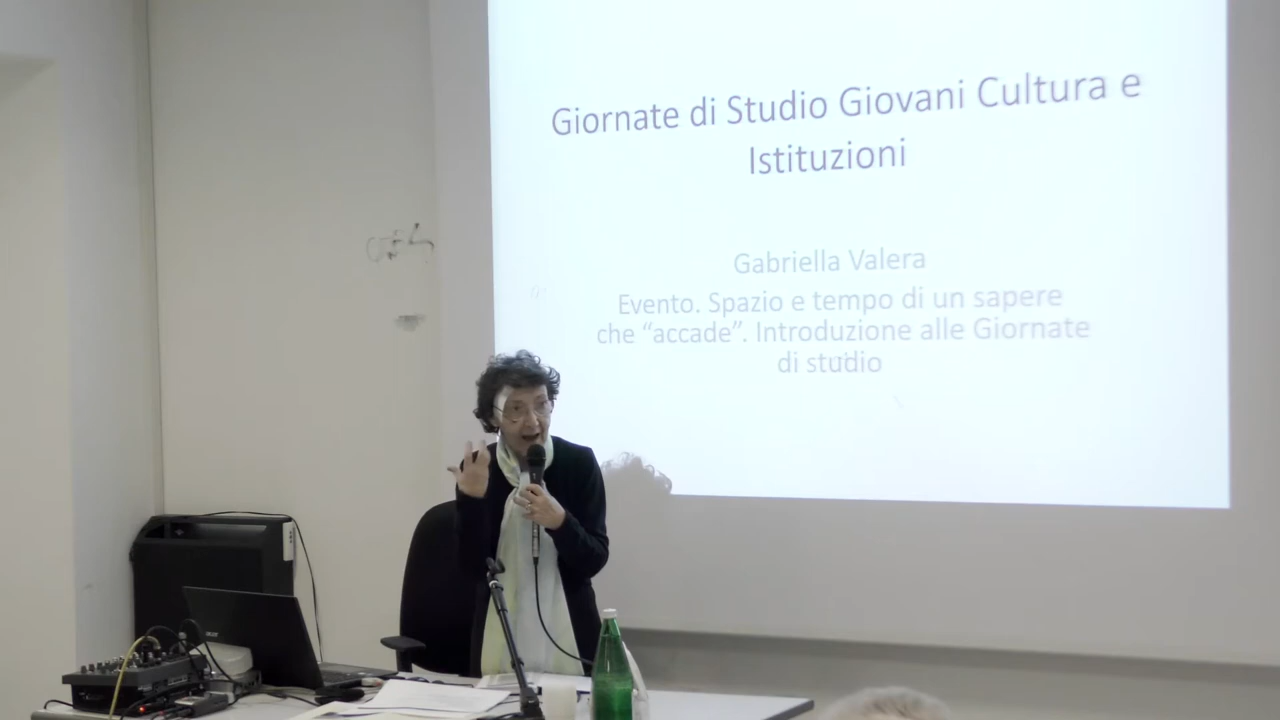 Giornate di Studio Giovani Cultura e
Istituzioni
Gabriella Valera
Evento. Spazio e tempo di un sapere
che “accade”. Introduzione alle Giornate
di studio
acer